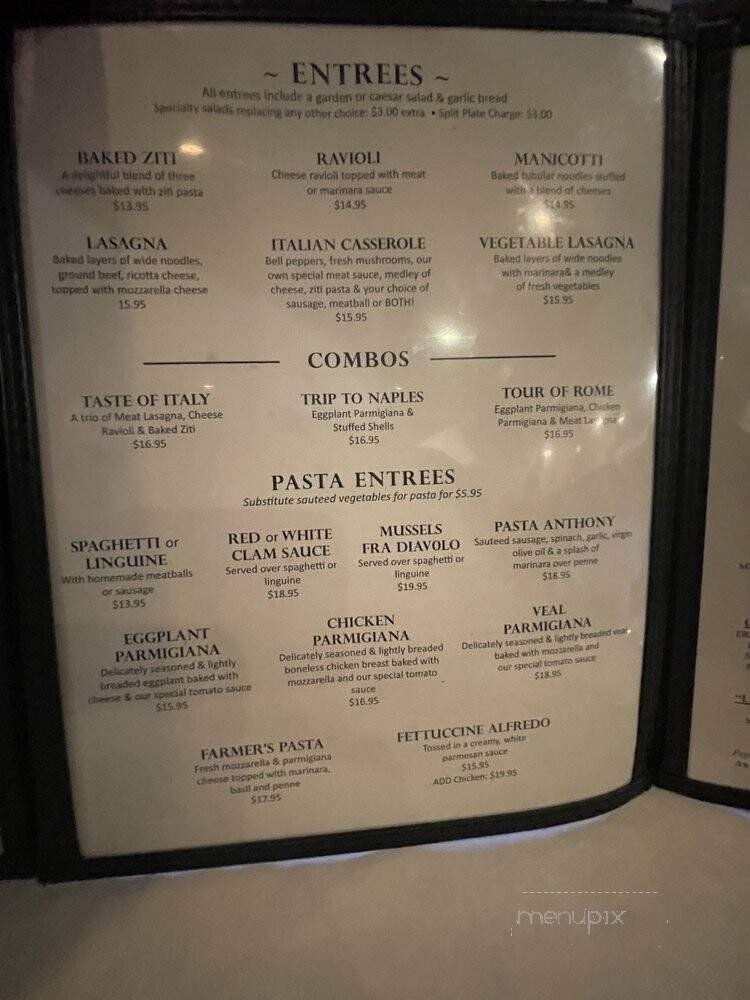 ~ ENTREES ~
All entrees include a garden or caesar salad & garlic bread
Specialty salads replacing any other choice: $3.00 extra • Split Plate Charge: $3.00
BAKED ZITI
A delightful blend of three
cheeses baked with ziti pasta
$13.95
RAVIOLI
Cheese ravioli topped with meat
or marinara sauce
$14.95
MANICOTTI
Baked tubular noodles stuffed
with a blend of cheeses
$14.95
LASAGNA
Baked layers of wide noodles,
ground beef, ricotta cheese,
topped with mozzarella cheese
15.95
ITALIAN CASSEROLE
Bell peppers, fresh mushrooms, our
own special meat sauce, medley of
cheese, ziti pasta & your choice of
sausage, meatball or BOTH!
$15.95
VEGETABLE LASAGNA
Baked layers of wide noodles
with marinara& a medley
of fresh vegetables
$15.95
COMBOS
TASTE OF ITALY
A trio of Meat Lasagna, Cheese
Ravioli & Baked Ziti
$16.95
TRIP TO NAPLES
Eggplant Parmigiana &
Stuffed Shells
$16.95
TOUR OF ROME
Eggplant Parmigiana, Chicken
Parmigiana & Meat Lasagna
$16.95
PASTA ENTREES
Substitute sauteed vegetables for pasta for $5.95
SPAGHETTI or
LINGUINE
With homemade meatballs
or sausage
$13.95
RED or WHITE
CLAM SAUCE
Served over spaghetti or
linguine
$18.95
MUSSELS
FRA DIAVOLO
Served over spaghetti or
linguine
$19.95
PASTA ANTHONY
Sauteed sausage, spinach, garlic, virgin
olive oil & a splash of
marinara over penne
$18.95
EGGPLANT
PARMIGIANA
Delicately seasoned & lightly
breaded eggplant baked with
cheese & our special tomato sauce
$15.95
CHICKEN
PARMIGIANA
Delicately seasoned & lightly breaded
boneless chicken breast baked with
mozzarella and our special tomato
sauce
$16.95
VEAL
PARMIGIANA
Delicately seasoned & lightly breaded veal
baked with mozzarella and
our special tomato sauce
$18.95
FARMER'S PASTA
Fresh mozzarella & parmigiana
cheese topped with marinara,
basil and penne
$17.95
FETTUCCINE ALFREDO
Tossed in a creamy, white
parmesan sauce
$15.95
ADD Chicken: $19.95
menupix